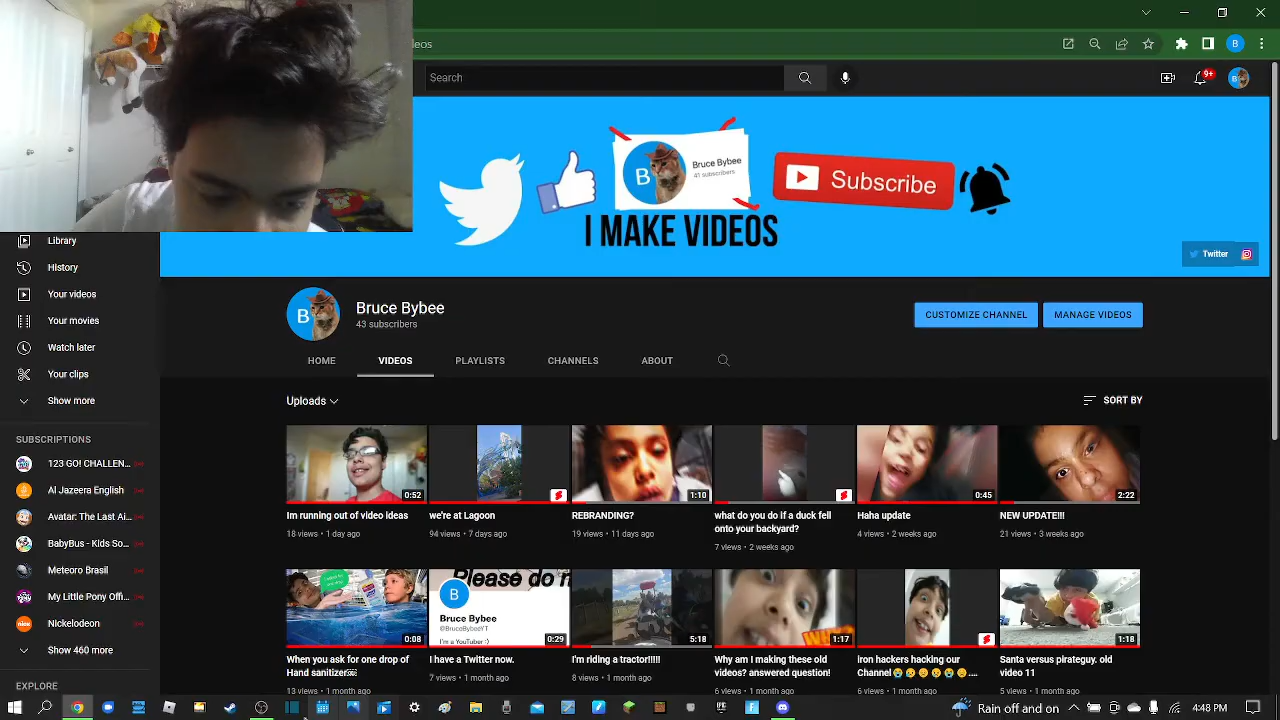 eos
Search
9+
B
Bruce Bybee
41 subscribers
Subscribe
I MAKE VIDEOS
Twitter
Library
History
Your videos
Your movies
Watch later
Your clips
Show more
SUBSCRIPTIONS
123 GO! CHALLEN...
Al Jazeera English
Avatar: The Last Ai...
BabyBus - Kids So...
Meteoro Brasil
My Little Pony Offi...
Nickelodeon
Show 40 more
EXPLORE
B
Bruce Bybee
43 subscribers
CUSTOMIZE CHANNEL
MANAGE VIDEOS
HOME
VIDEOS
PLAYLISTS
CHANNELS
ABOUT
Uploads
SORT BY
0:52
1:10
0:45
2:22
Im running out of video ideas
18 views • 1 day ago
we're at Lagoon
94 views • 7 days ago
REBRANDING?
19 views • 11 days ago
what do you do if a duck fell
onto your backyard?
7 views • 2 weeks ago
Haha update
4 views • 2 weeks ago
NEW UPDATE!!!
21 views • 3 weeks ago
0:08
Please do n
B
Bruce Bybee
@BruceBybeeYT
I'm a YouTuber :)
0:29
5:18
1:17
1:18
When you ask for one drop of
Hand sanitizer
13 views • 1 month ago
I have a Twitter now.
7 views • 1 month ago
I'm riding a tractor!!!!!
8 views • 1 month ago
Why am I making these old
videos? answered question!
6 views • 1 month ago
Iron hackers hacking our
Channel😭😭😭😭😭😭....
6 views • 1 month ago
Santa versus pirateguy. old
video 11
5 views • 1 month ago
Rain off and on
4:48 PM